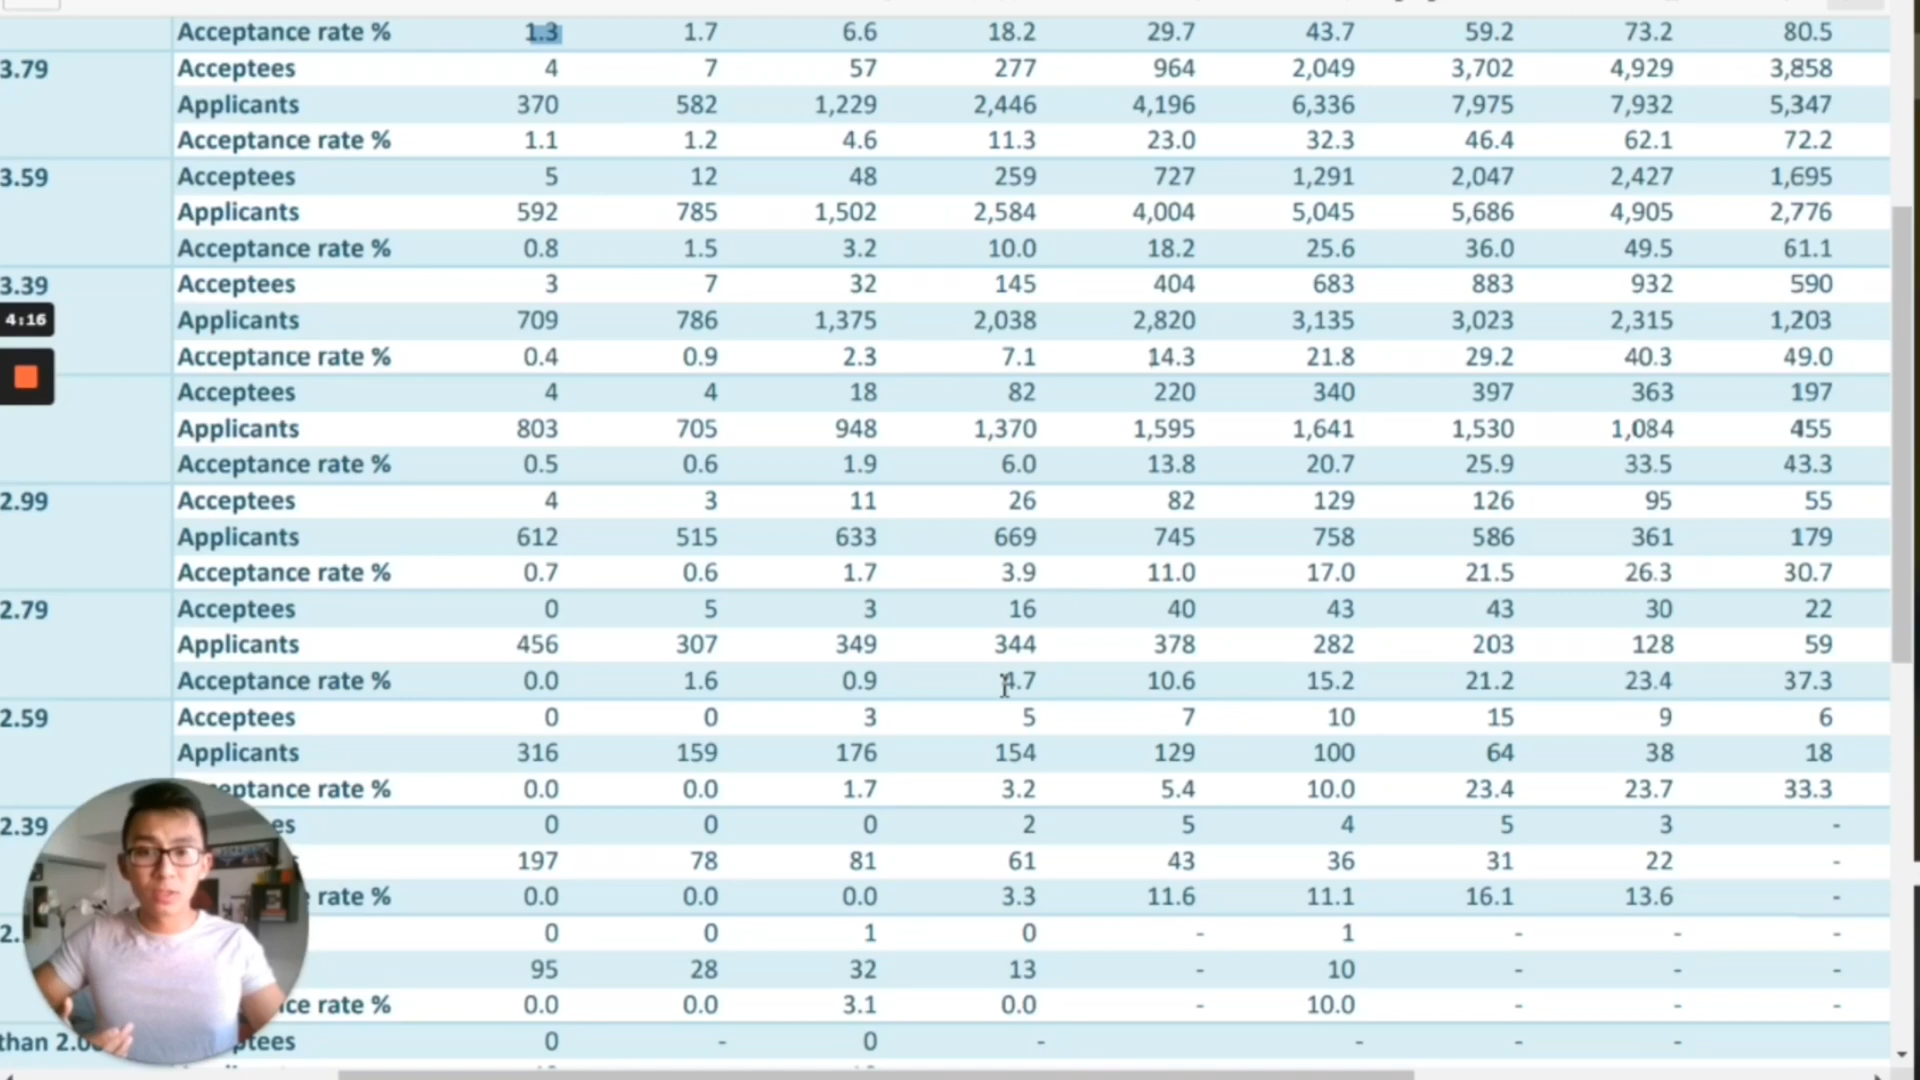 Acceptance rate % 1.3 1.7 6.6 18.2 29.7 43.7 59.2 73.2 80.5
3.79 Acceptees 4 7 57 277 964 2,049 3,702 4,929 3,858
Applicants 370 582 1,229 2,446 4,196 6,336 7,975 7,932 5,347
Acceptance rate % 1.1 1.2 4.6 11.3 23.0 32.3 46.4 62.1 72.2
3.59 Acceptees 5 12 48 259 727 1,291 2,047 2,427 1,695
Applicants 592 785 1,502 2,584 4,004 5,045 5,686 4,905 2,776
Acceptance rate % 0.8 1.5 3.2 10.0 18.2 25.6 36.0 49.5 61.1
3.39 Acceptees 3 7 32 145 404 683 883 932 590
4:16 Applicants 709 786 1,375 2,038 2,820 3,135 3,023 2,315 1,203
Acceptance rate % 0.4 0.9 2.3 7.1 14.3 21.8 29.2 40.3 49.0
Acceptees 4 4 18 82 220 340 397 363 197
Applicants 803 705 948 1,370 1,595 1,641 1,530 1,084 455
Acceptance rate % 0.5 0.6 1.9 6.0 13.8 20.7 25.9 33.5 43.3
2.99 Acceptees 4 3 11 26 82 129 126 95 55
Applicants 612 515 633 669 745 758 586 361 179
Acceptance rate % 0.7 0.6 1.7 3.9 11.0 17.0 21.5 26.3 30.7
2.79 Acceptees 0 5 3 16 40 43 43 30 22
Applicants 456 307 349 344 378 282 203 128 59
Acceptance rate % 0.0 1.6 0.9 4.7 10.6 15.2 21.2 23.4 37.3
2.59 Acceptees 0 0 3 5 7 10 15 9 6
Applicants 316 159 176 154 129 100 64 38 18
eptance rate % 0.0 0.0 1.7 3.2 5.4 10.0 23.4 23.7 33.3
2.39 es 0 0 0 2 5 4 5 3 -
197 78 81 61 43 36 31 22 -
rate % 0.0 0.0 0.0 3.3 11.6 11.1 16.1 13.6 -
2. 0 0 1 0 - 1 - - -
95 28 32 13 - 10 - - -
ce rate % 0.0 0.0 3.1 0.0 - 10.0 - - -
than 2.0 ptees 0 - 0 - - - -